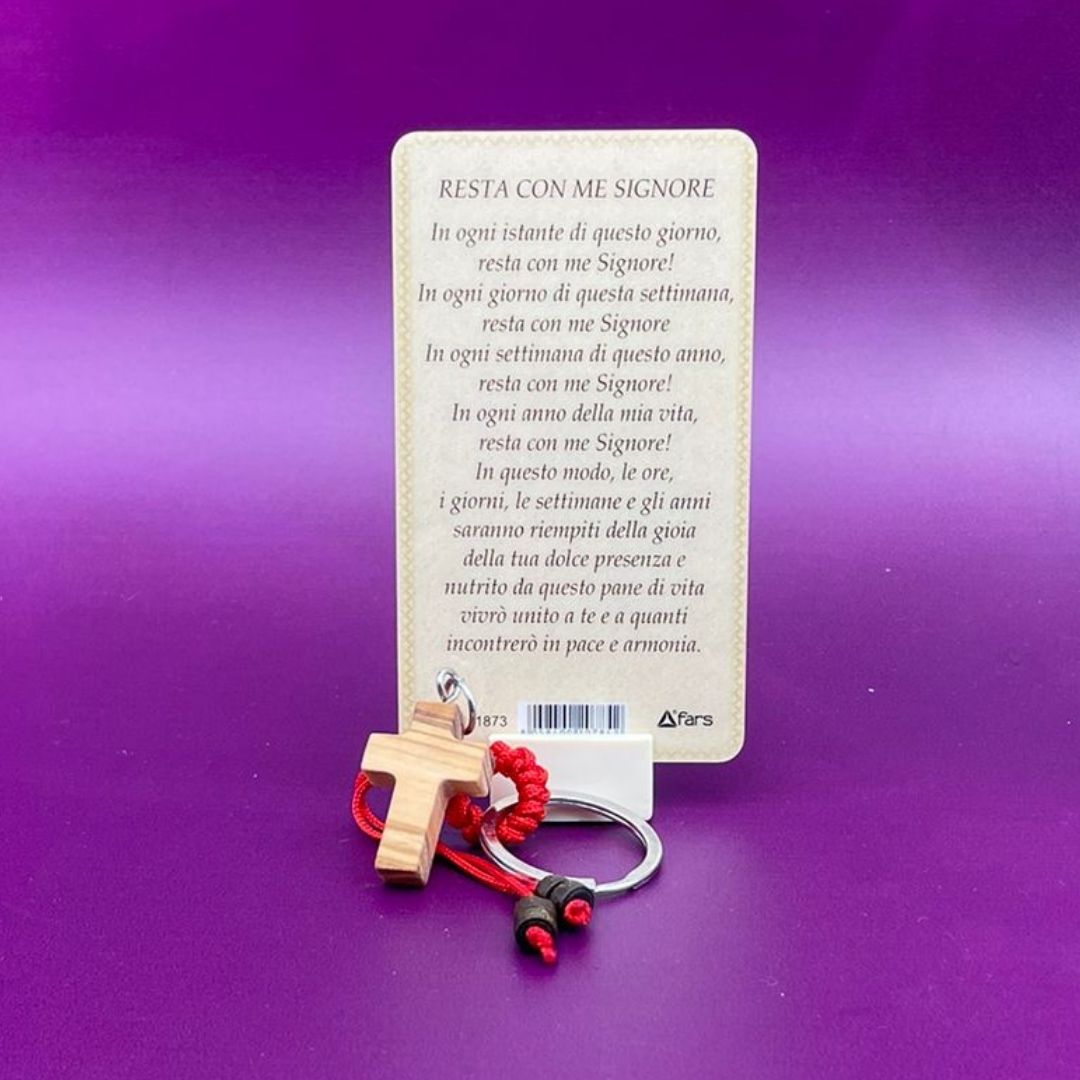 RESTA CON ME SIGNORE
In ogni istante di questo giorno,
resta con me Signore!
In ogni giorno di questa settimana,
resta con me Signore
In ogni settimana di questo anno,
resta con me Signore!
In ogni anno della mia vita,
resta con me Signore!
In questo modo, le ore,
i giorni, le settimane e gli anni
saranno riempiti della gioia
della tua dolce presenza e
nutrito da questo pane di vita
vivrò unito a te e a quanti
incontrerò in pace e armonia.
1873
fars